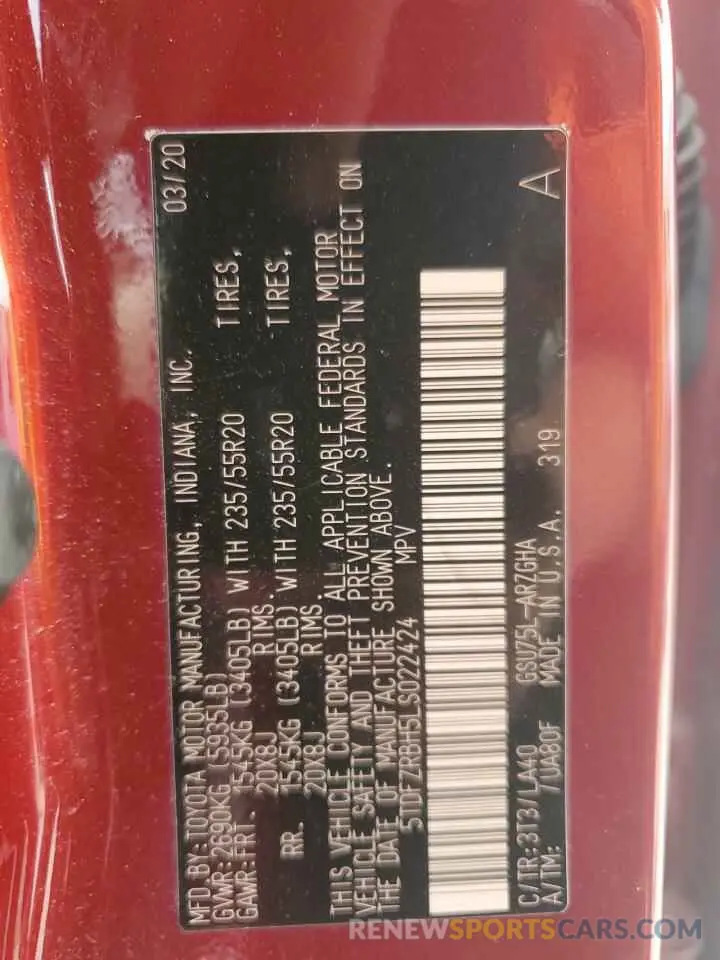 MFD BY: TOYOTA MOTOR MANUFACTURING, INDIANA, INC. 03/20
GVWR: 2690KG (5935LB)
GAWR: FRT. 1545KG (3405LB) WITH 235/55R20 TIRES,
20X8J RIMS.
RR. 1545KG (3405LB) WITH 235/55R20 TIRES,
20X8J RIMS.
THIS VEHICLE CONFORMS TO ALL APPLICABLE FEDERAL MOTOR
VEHICLE SAFETY AND THEFT PREVENTION STANDARDS IN EFFECT ON
THE DATE OF MANUFACTURE SHOWN ABOVE.
5TDFZRBH5LS022424 MPV
C/TR: 3T3/LA40 GSU75L-ARZGHA A
A/TM: /UA80F MADE IN U.S.A. 319
RENEWSPORTSCARS.COM